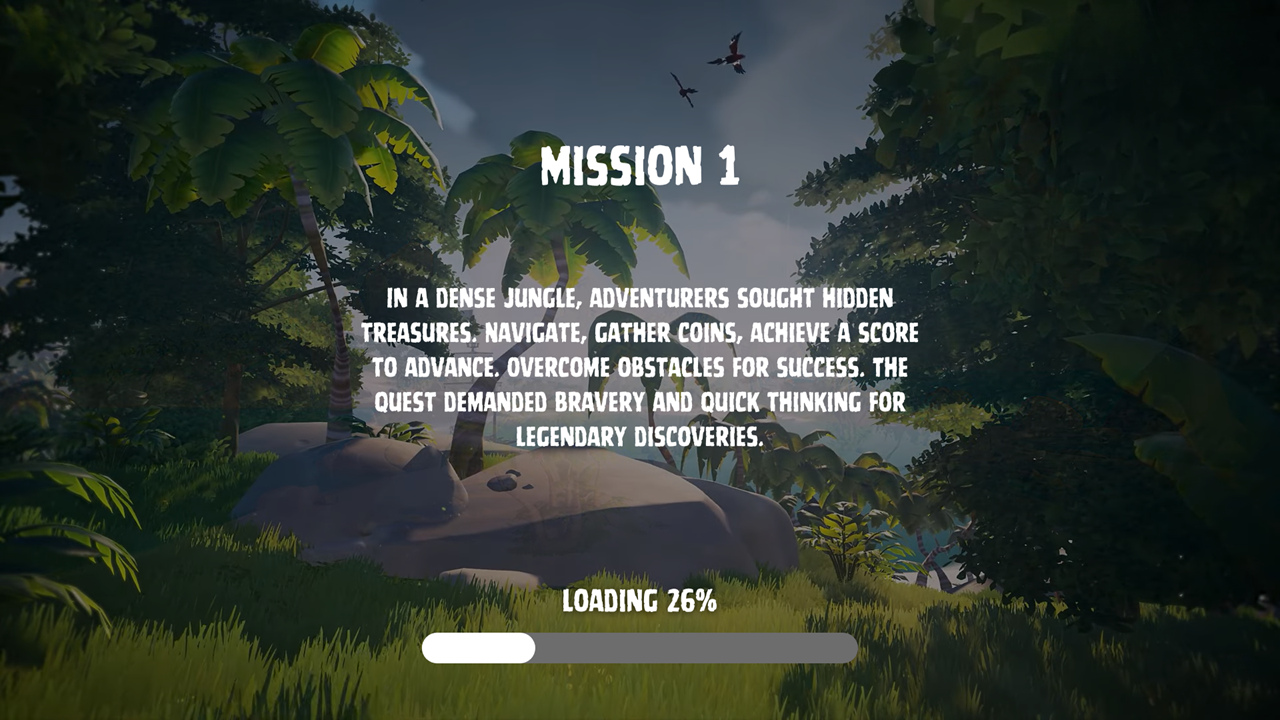 MISSION 1
IN A DENSE JUNGLE, ADVENTURERS SOUGHT HIDDEN
TREASURES. NAVIGATE, GATHER COINS, ACHIEVE A SCORE
TO ADVANCE. OVERCOME OBSTACLES FOR SUCCESS. THE
QUEST DEMANDED BRAVERY AND QUICK THINKING FOR
LEGENDARY DISCOVERIES.
LOADING 26%